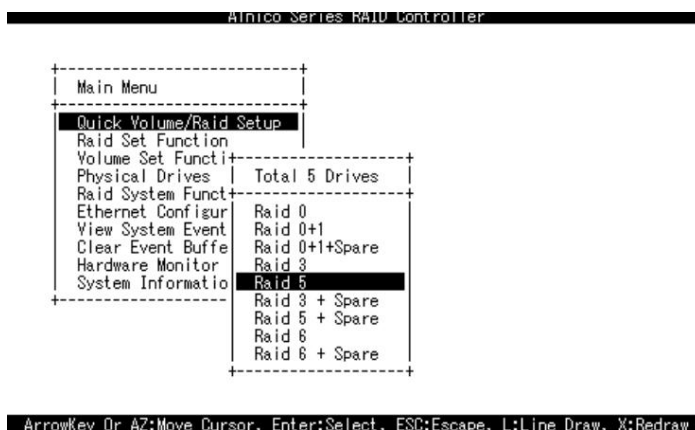 Alnico Series RAID Controller
Main Menu
Quick Volume/Raid Setup
Raid Set Function
Volume Set Functi
Physical Drives
Raid System Funct
Ethernet Configur
View System Event
Clear Event Buffe
Hardware Monitor
System Informatio
Total 5 Drives
Raid 0
Raid 0+1
Raid 0+1+Spare
Raid 3
Raid 5
Raid 3 + Spare
Raid 5 + Spare
Raid 6
Raid 6 + Spare
ArrowKey Or AZ:Move Cursor, Enter:Select, ESC:Escape, L:Line Draw, X:Redraw